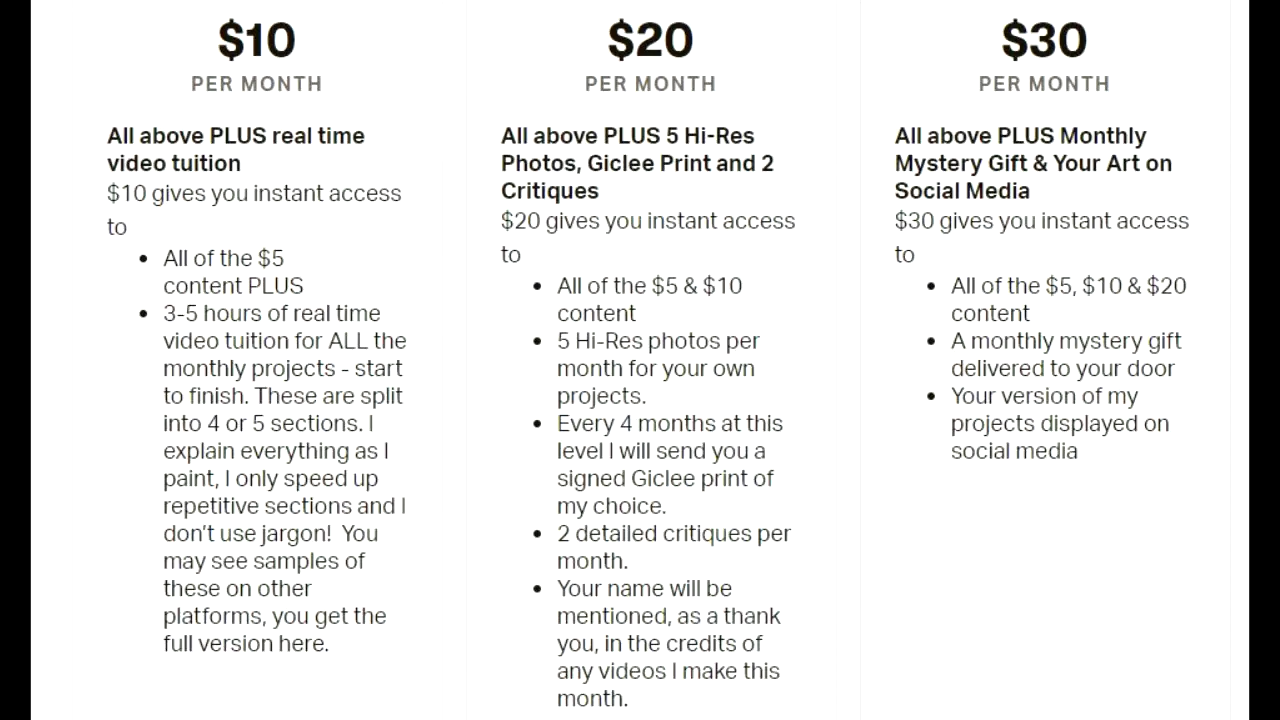 $10
PER MONTH
All above PLUS real time
video tuition
$10 gives you instant access
to
• All of the $5
content PLUS
• 3-5 hours of real time
video tuition for ALL the
monthly projects - start
to finish. These are split
into 4 or 5 sections. I
explain everything as I
paint, I only speed up
repetitive sections and I
don't use jargon!  You
may see samples of
these on other
platforms, you get the
full version here.
$20
PER MONTH
All above PLUS 5 Hi-Res
Photos, Giclee Print and 2
Critiques
$20 gives you instant access
to
• All of the $5 & $10
content
• 5 Hi-Res photos per
month for your own
projects.
• Every 4 months at this
level I will send you a
signed Giclee print of
my choice.
• 2 detailed critiques per
month.
• Your name will be
mentioned, as a thank
you, in the credits of
any videos I make this
month.
$30
PER MONTH
All above PLUS Monthly
Mystery Gift & Your Art on
Social Media
$30 gives you instant access
to
• All of the $5, $10 & $20
content
• A monthly mystery gift
delivered to your door
• Your version of my
projects displayed on
social media